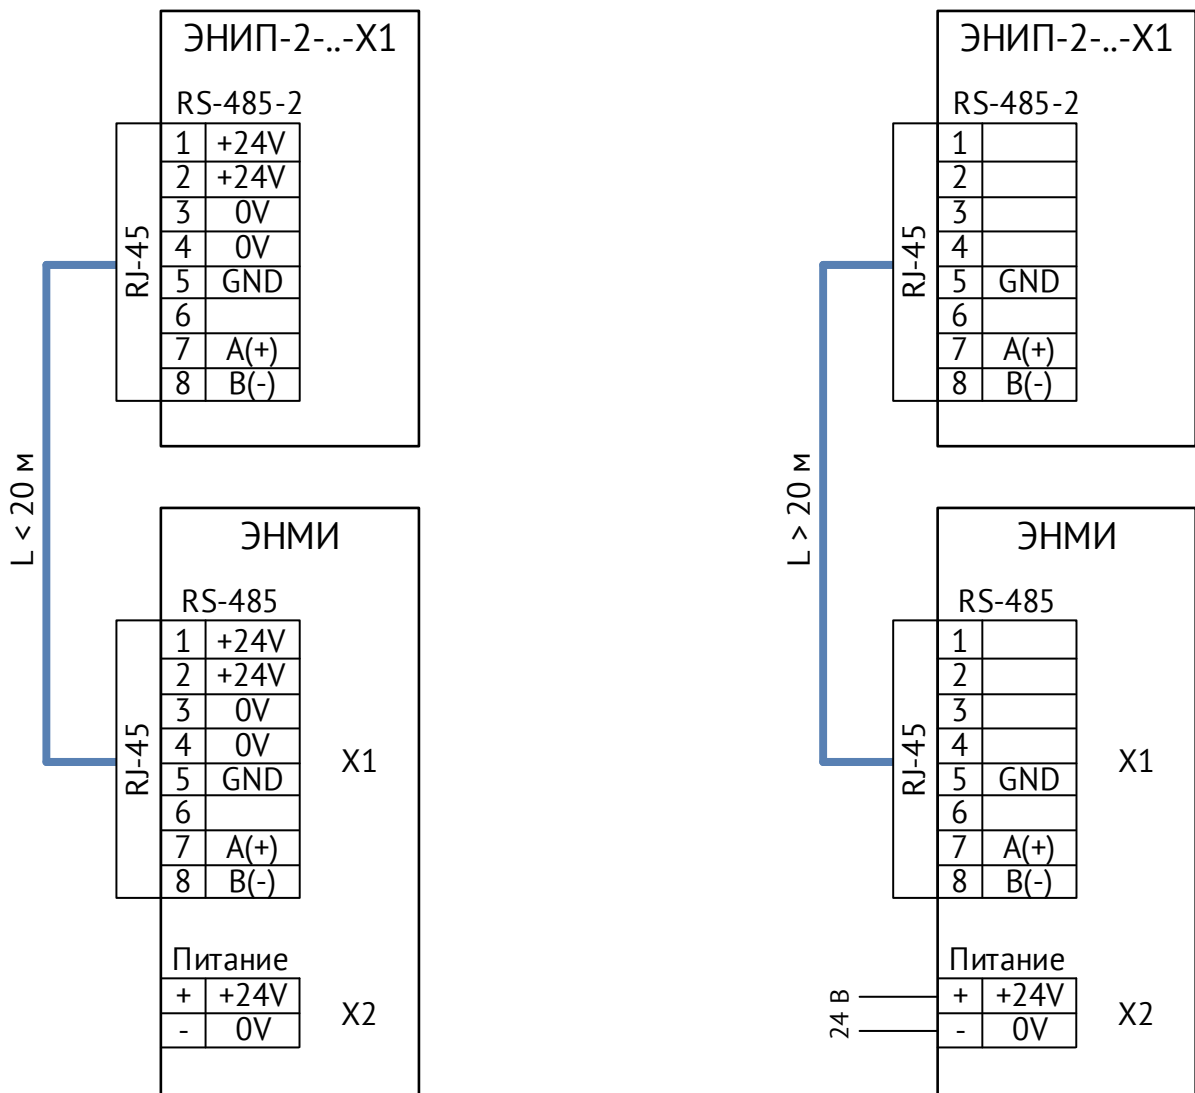 ЭНИП-2-..-X1
RS-485-2
RJ-45
1 +24V
2 +24V
3 0V
4 0V
5 GND
6
7 A(+)
8 B(-)
L < 20 м
ЭНМИ
RS-485
RJ-45
1 +24V
2 +24V
3 0V
4 0V
5 GND
6
7 A(+)
8 B(-)
X1
Питание
+ +24V
- 0V
X2
ЭНИП-2-..-X1
RS-485-2
RJ-45
1
2
3
4
5 GND
6
7 A(+)
8 B(-)
L > 20 м
ЭНМИ
RS-485
RJ-45
1
2
3
4
5 GND
6
7 A(+)
8 B(-)
X1
Питание
24 В
+ +24V
- 0V
X2